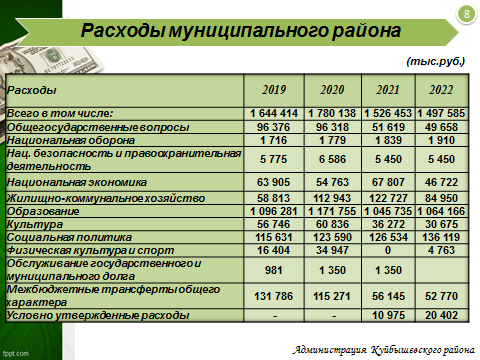 8
Расходы муниципального района
(тыс.руб.)
Расходы 2019 2020 2021 2022
Всего в том числе: 1 644 414 1 780 138 1 526 453 1 497 585
Общегосударственные вопросы 96 376 96 318 51 619 49 658
Национальная оборона 1 716 1 779 1 839 1 910
Нац. безопасность и правоохранительная
деятельность 5 775 6 586 5 450 5 450
Национальная экономика 63 905 54 763 67 807 46 722
Жилищно-коммунальное хозяйство 58 813 112 943 122 727 84 950
Образование 1 096 281 1 171 755 1 045 735 1 064 166
Культура 56 746 60 836 36 272 30 675
Социальная политика 115 631 123 590 126 534 136 119
Физическая культура и спорт 16 404 34 947 0 4 763
Обслуживание государственного и
муниципального долга 981 1 350 1 350
Межбюджетные трансферты общего
характера 131 786 115 271 56 145 52 770
Условно утвержденные расходы - - 10 975 20 402
Администрация Куйбышевского района
fppt.com